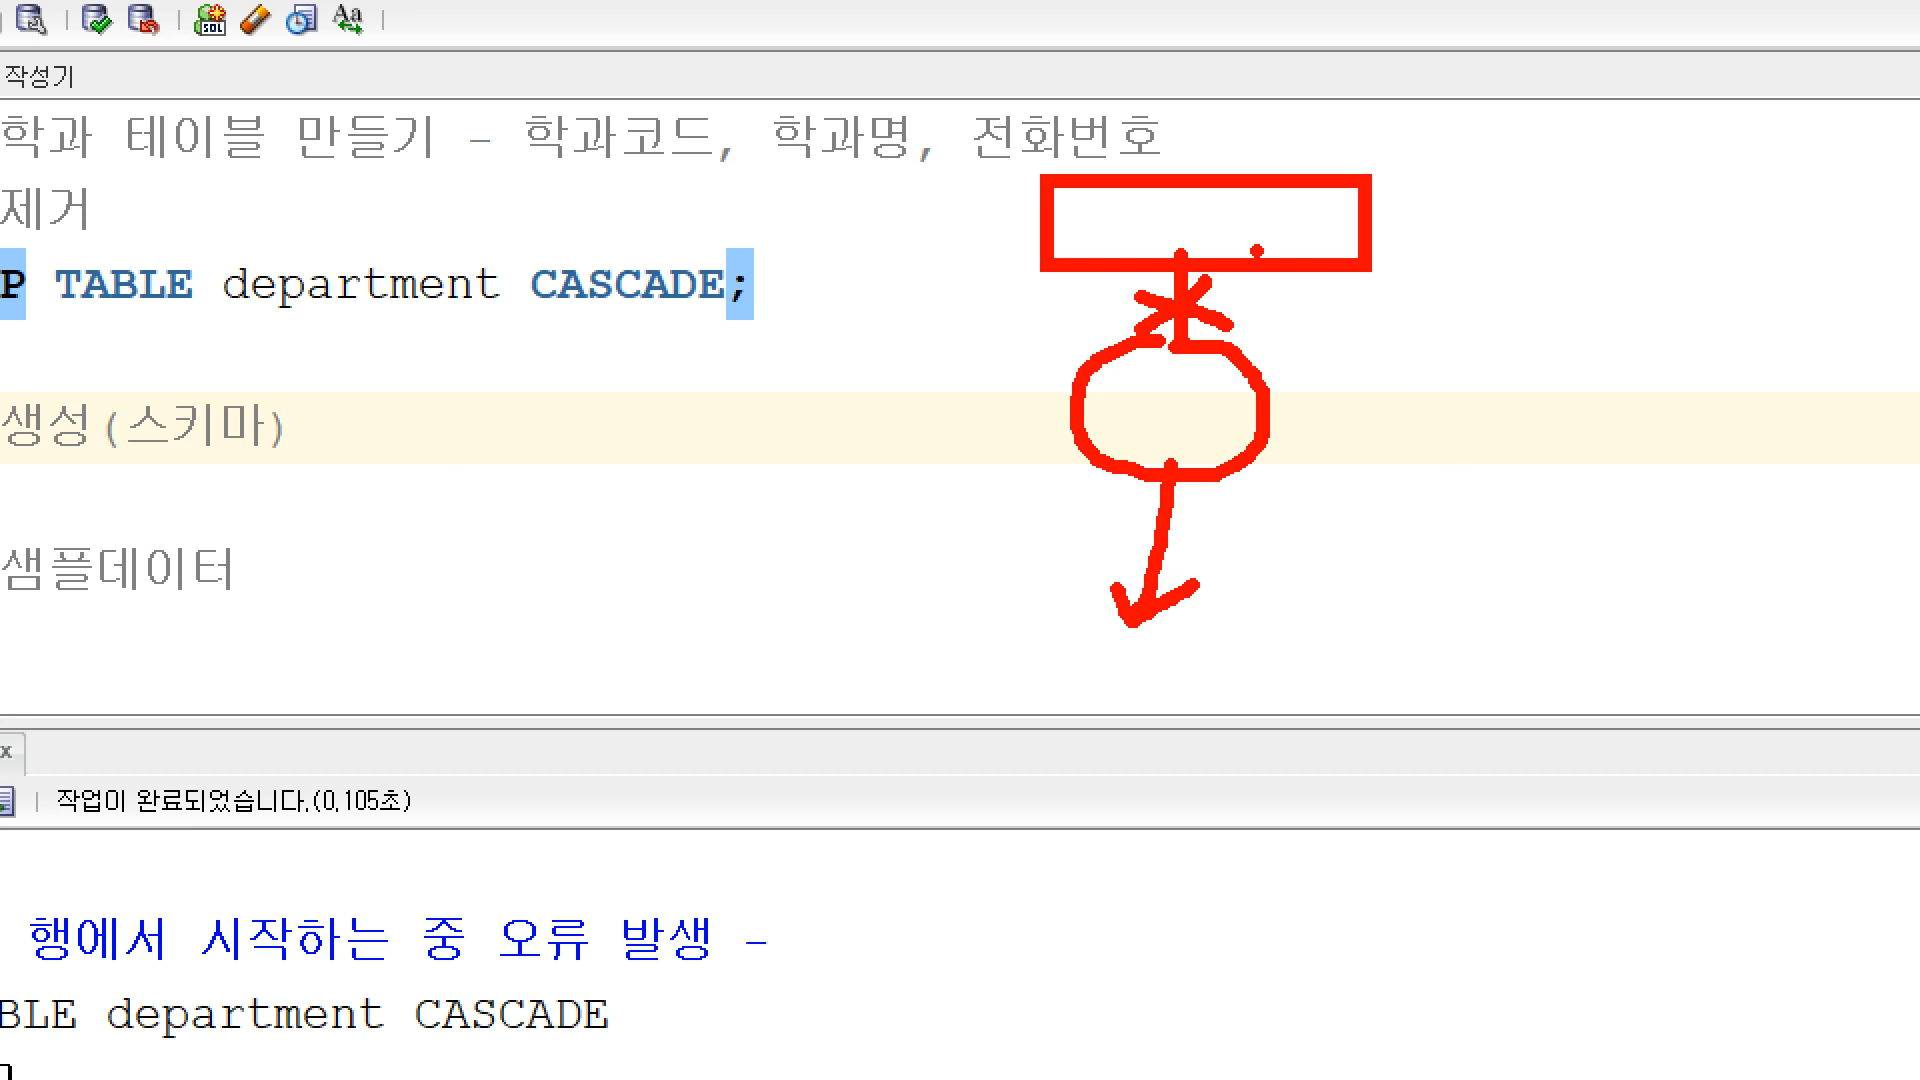 SQL
Aa
작성기
학과 테이블 만들기 - 학과코드, 학과명, 전화번호
제거
P TABLE department CASCADE;
생성(스키마)
샘플데이터
x
작업이 완료되었습니다.(0,105초)
행에서 시작하는 중 오류 발생 -
BLE department CASCADE